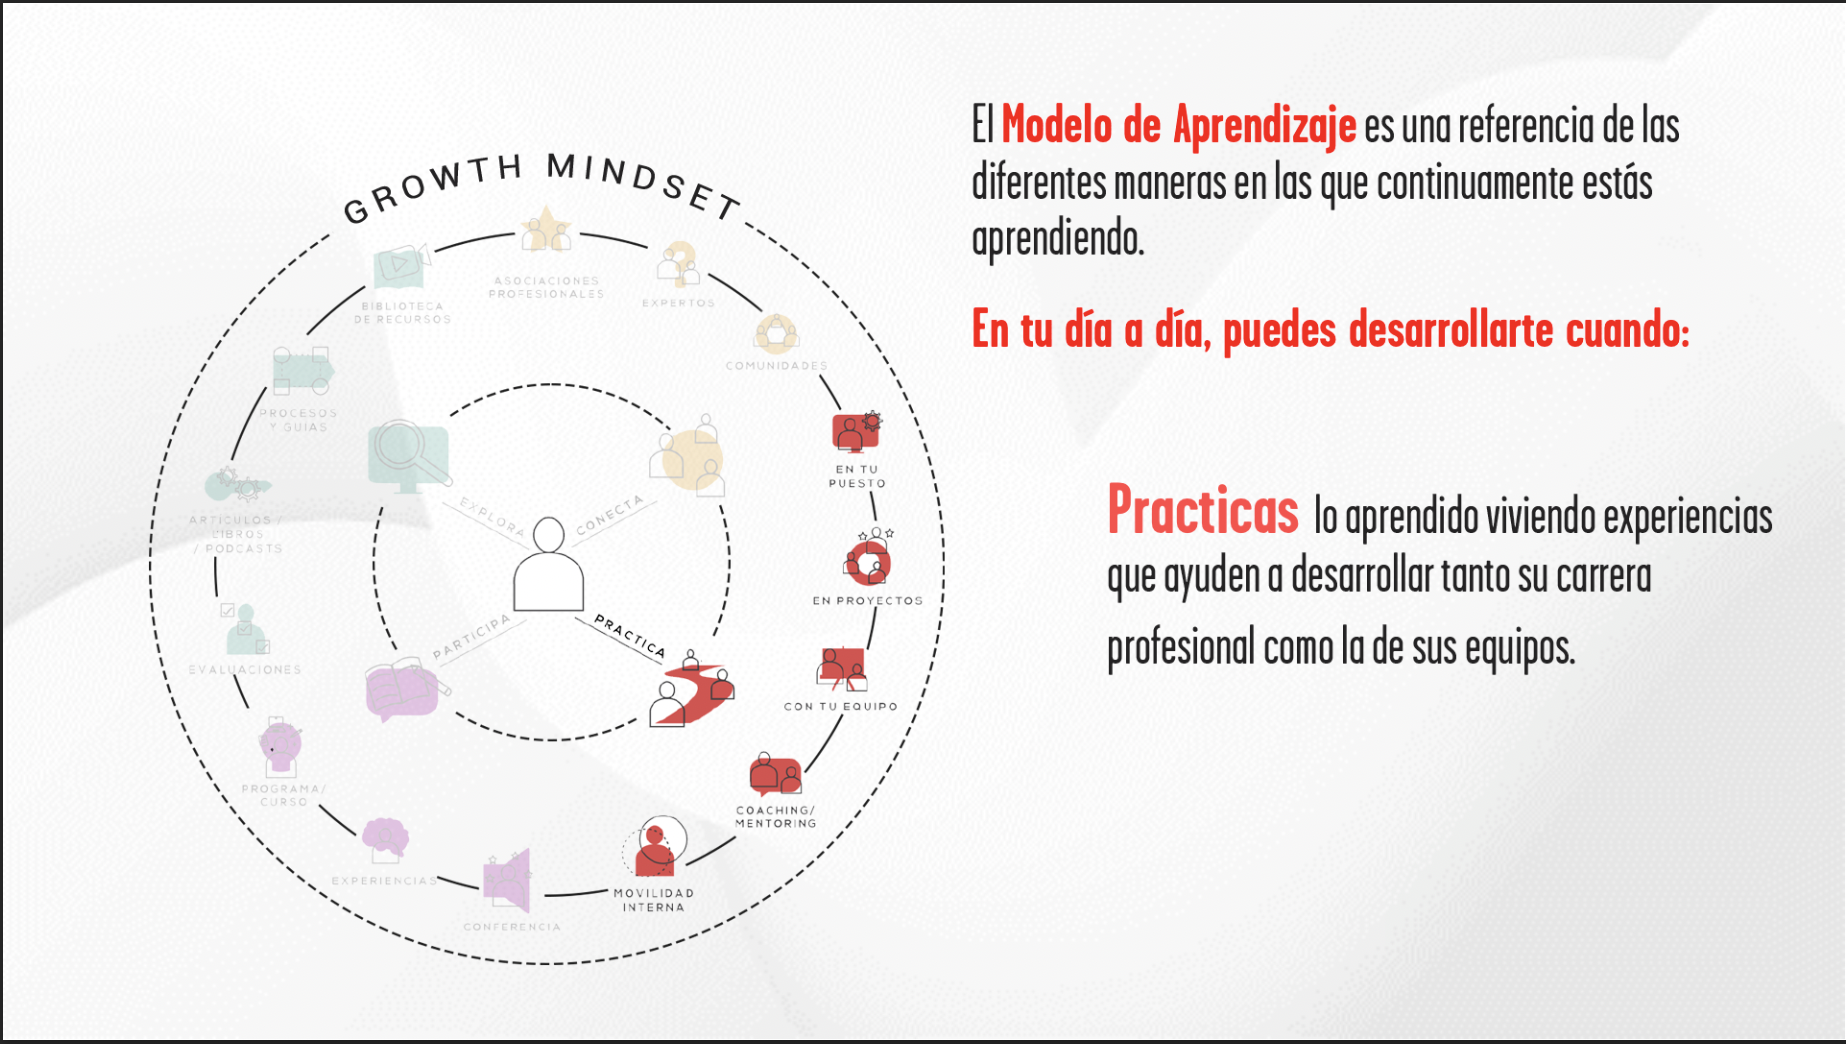 GROWTH MINDSET
BIBLIOTECA
DE RECURSOS
ASOCIACIONES
PROFESIONALES
EXPERTOS
COMUNIDADES
PROCESOS
Y GUÍAS
ARTÍCULOS /
LIBROS
/ PODCASTS
EVALUACIONES
PROGRAMA/
CURSO
EXPERIENCIAS
CONFERENCIA
MOVILIDAD
INTERNA
COACHING/
MENTORING
CON TU EQUIPO
EN PROYECTOS
EN TU
PUESTO
EXPLORA
CONECTA
PARTICIPA
PRACTICA
El Modelo de Aprendizaje es una referencia de las
diferentes maneras en las que continuamente estás
aprendiendo.
En tu día a día, puedes desarrollarte cuando:
Practicas lo aprendido viviendo experiencias
que ayuden a desarrollar tanto su carrera
profesional como la de sus equipos.